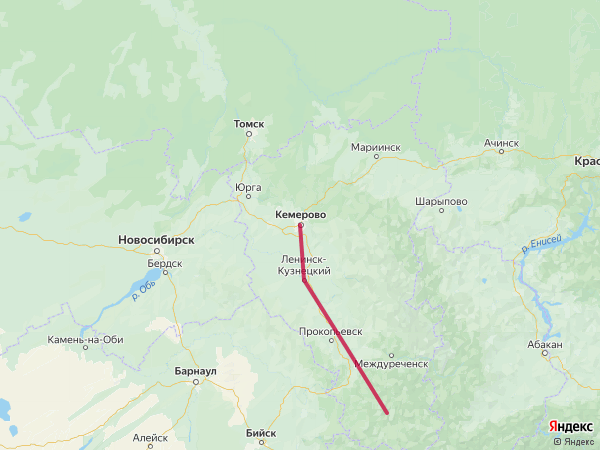 Томск
Мариинск
Ачинск
Крас
Юрга
Шарыпово
Кемерово
Новосибирск
р. Енисей
Ленинск-
Кузнецкий
Бердск
р. Обь
Прокопьевск
Камень-на-Оби
Абакан
Междуреченск
Барнаул
Бийск
Алейск
Яндекс
© Яндекс